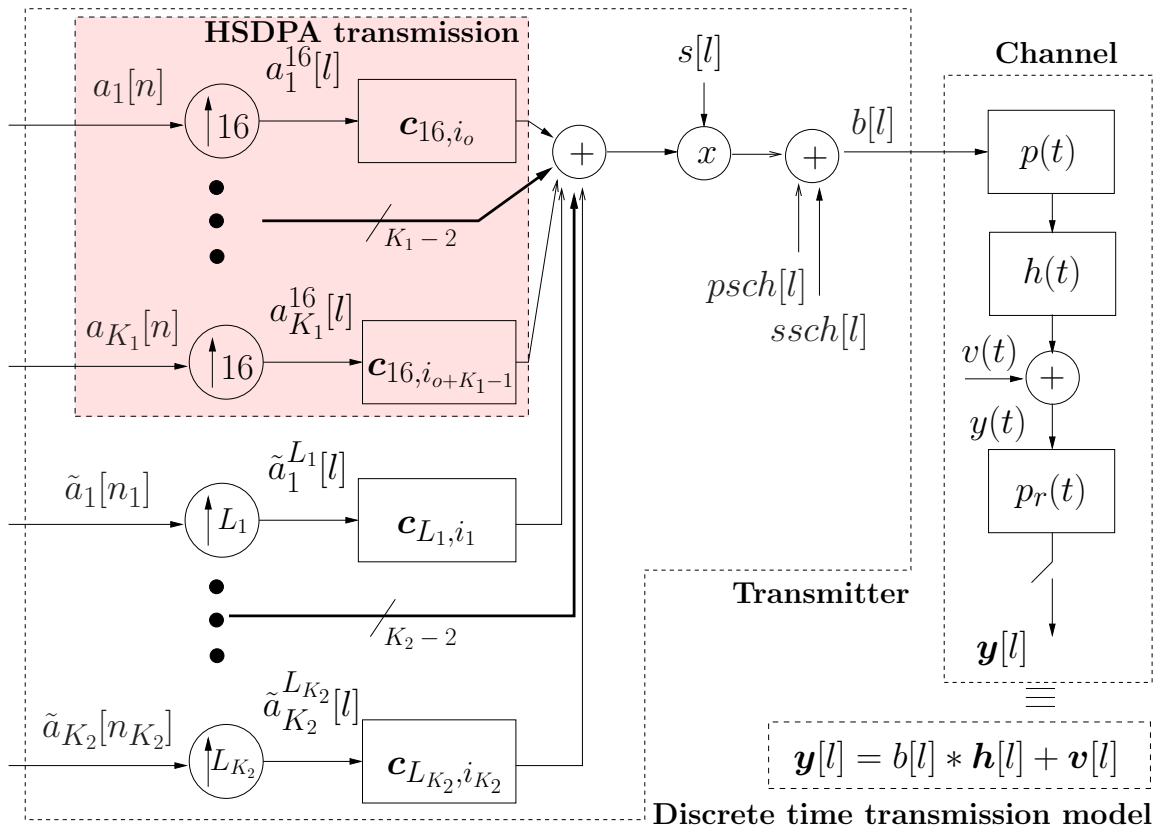 HSDPA transmission
a_1[n]
↑16
a_1^{16}[l]
c_{16,i_o}
K_1 − 2
a_{K_1}[n]
↑16
a_{K_1}^{16}[l]
c_{16,i_{o+K_1−1}}
ã_1[n_1]
↑L_1
ã_1^{L_1}[l]
c_{L_1,i_1}
K_2 − 2
ã_{K_2}[n_{K_2}]
↑L_{K_2}
ã_{K_2}^{L_{K_2}}[l]
c_{L_{K_2},i_{K_2}}
+
s[l]
x
+
psch[l]
ssch[l]
b[l]
Transmitter
Channel
p(t)
h(t)
v(t)
+
y(t)
p_r(t)
y[l]
y[l] = b[l] ∗ h[l] + v[l]
Discrete time transmission model